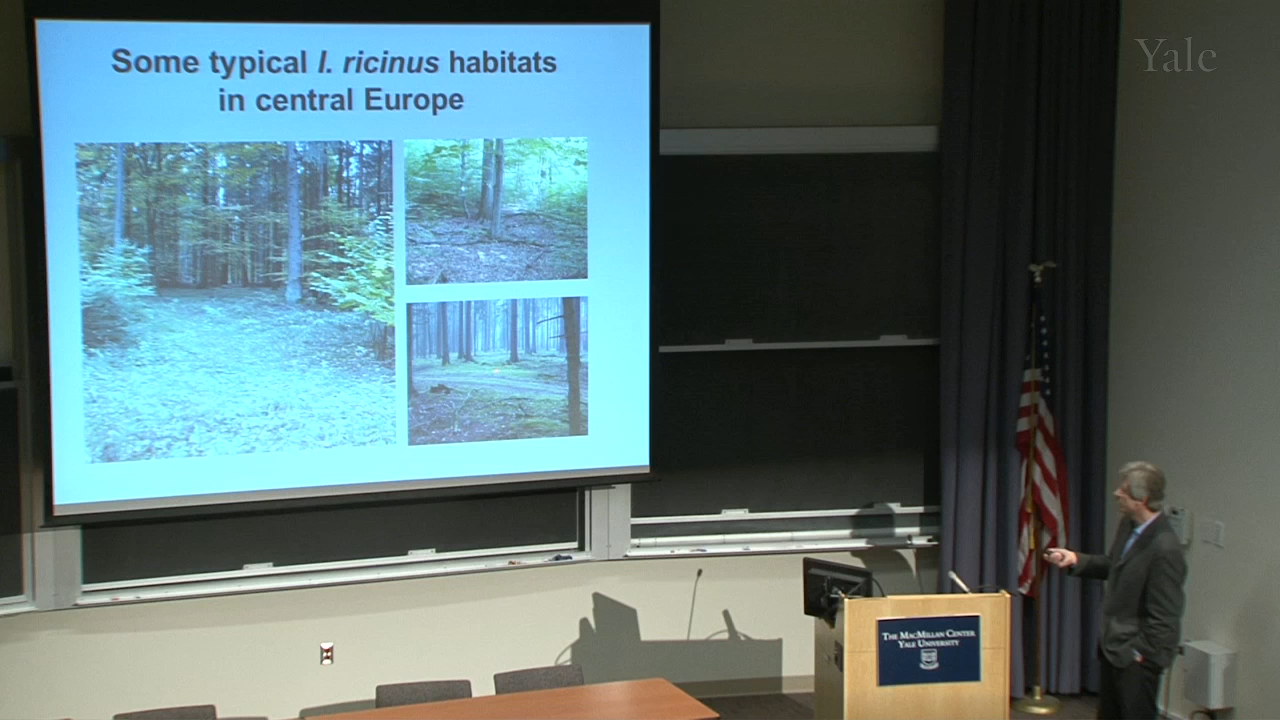 Some typical I. ricinus habitats
in central Europe
Yale
THE MACMILLAN CENTER
YALE UNIVERSITY